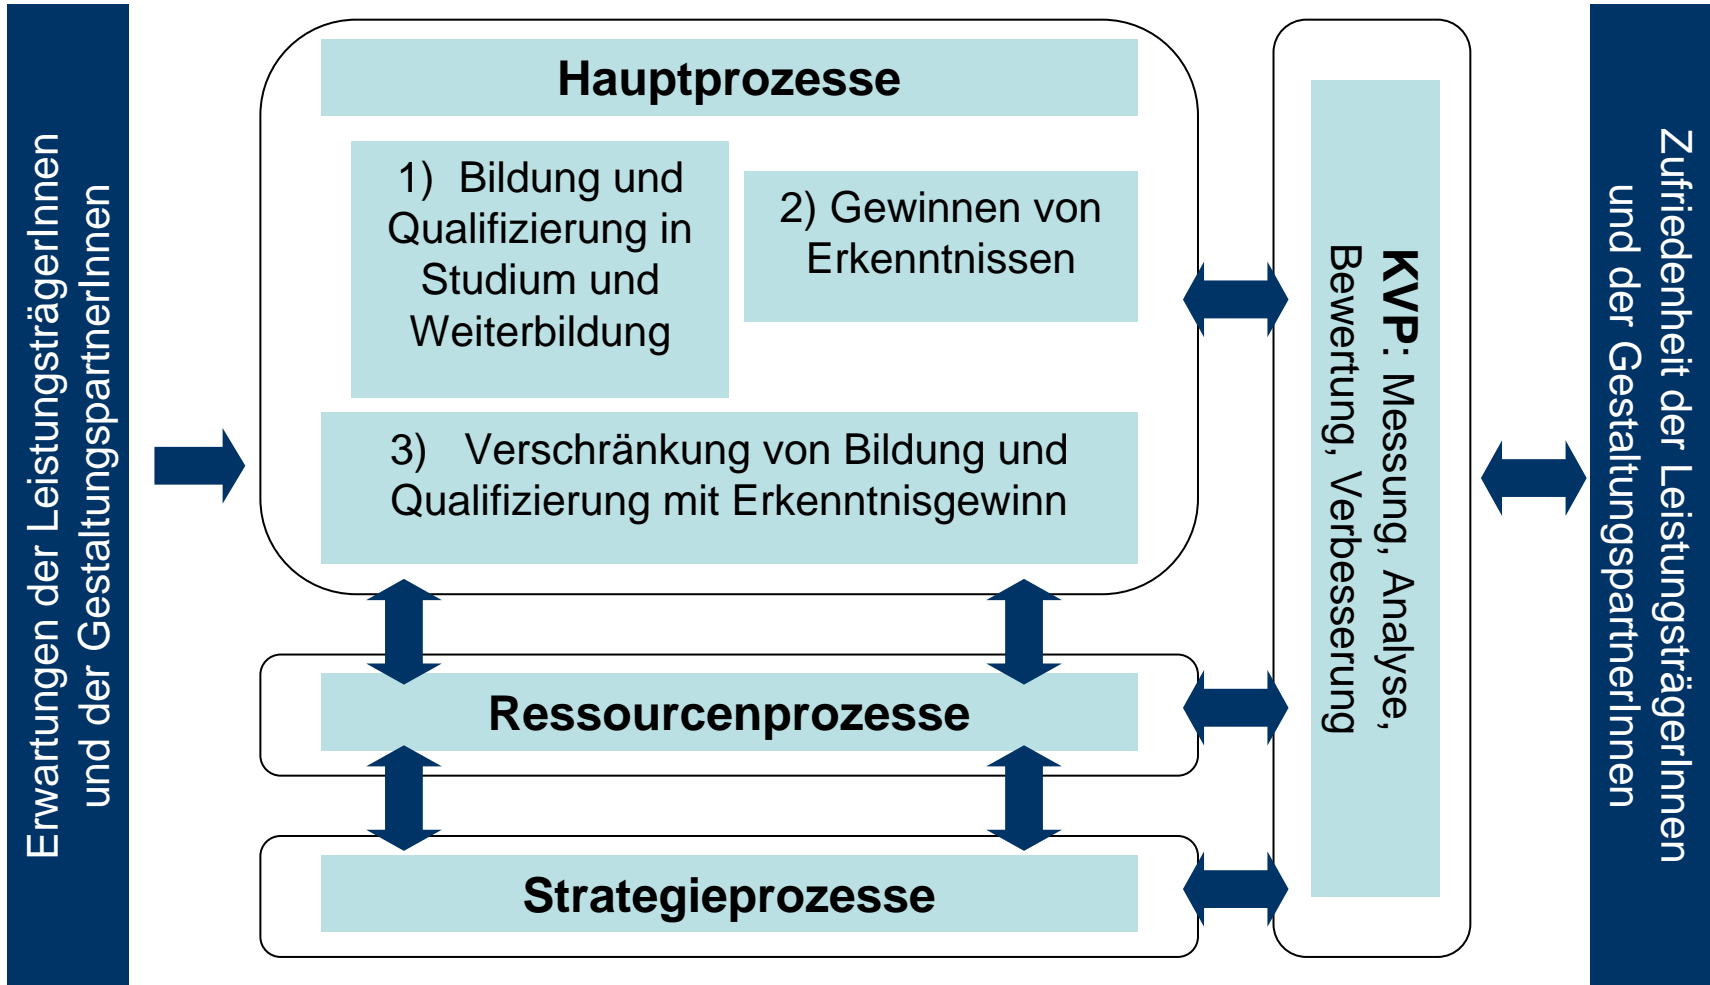 Erwartungen der LeistungsträgerInnen
und der GestaltungspartnerInnen
Hauptprozesse
1) Bildung und
Qualifizierung in
Studium und
Weiterbildung
2) Gewinnen von
Erkenntnissen
3) Verschränkung von Bildung und
Qualifizierung mit Erkenntnisgewinn
Ressourcenprozesse
Strategieprozesse
KVP: Messung, Analyse,
Bewertung, Verbesserung
Zufriedenheit der LeistungsträgerInnen
und der GestaltungspartnerInnen